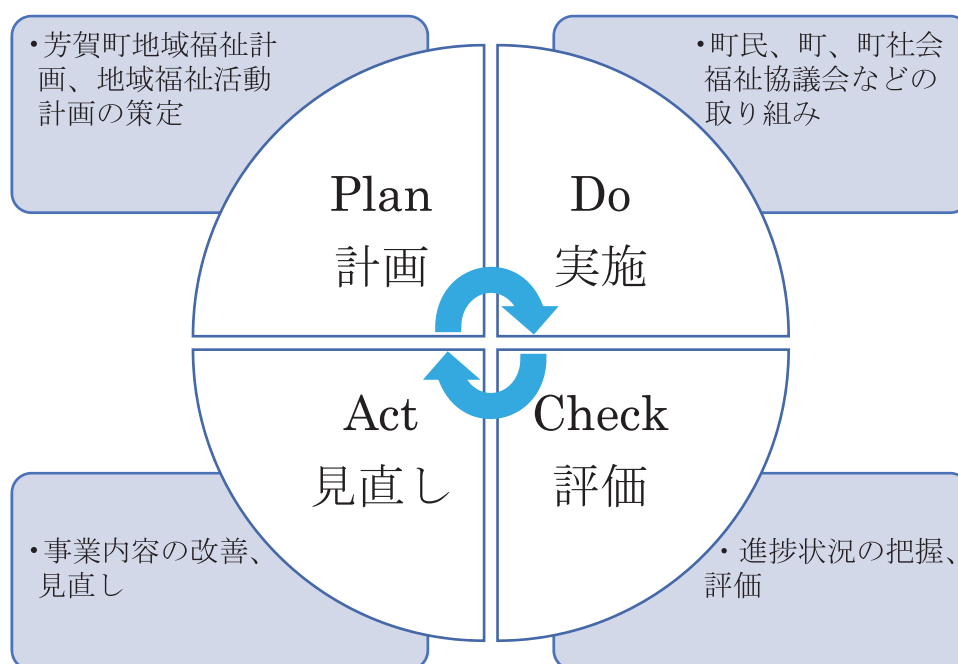 ・芳賀町地域福祉計
画、地域福祉活動
計画の策定
・町民、町、町社会
福祉協議会などの
取り組み
Plan
計画
Do
実施
Act
見直し
Check
評価
・事業内容の改善、
見直し
・進捗状況の把握、
評価